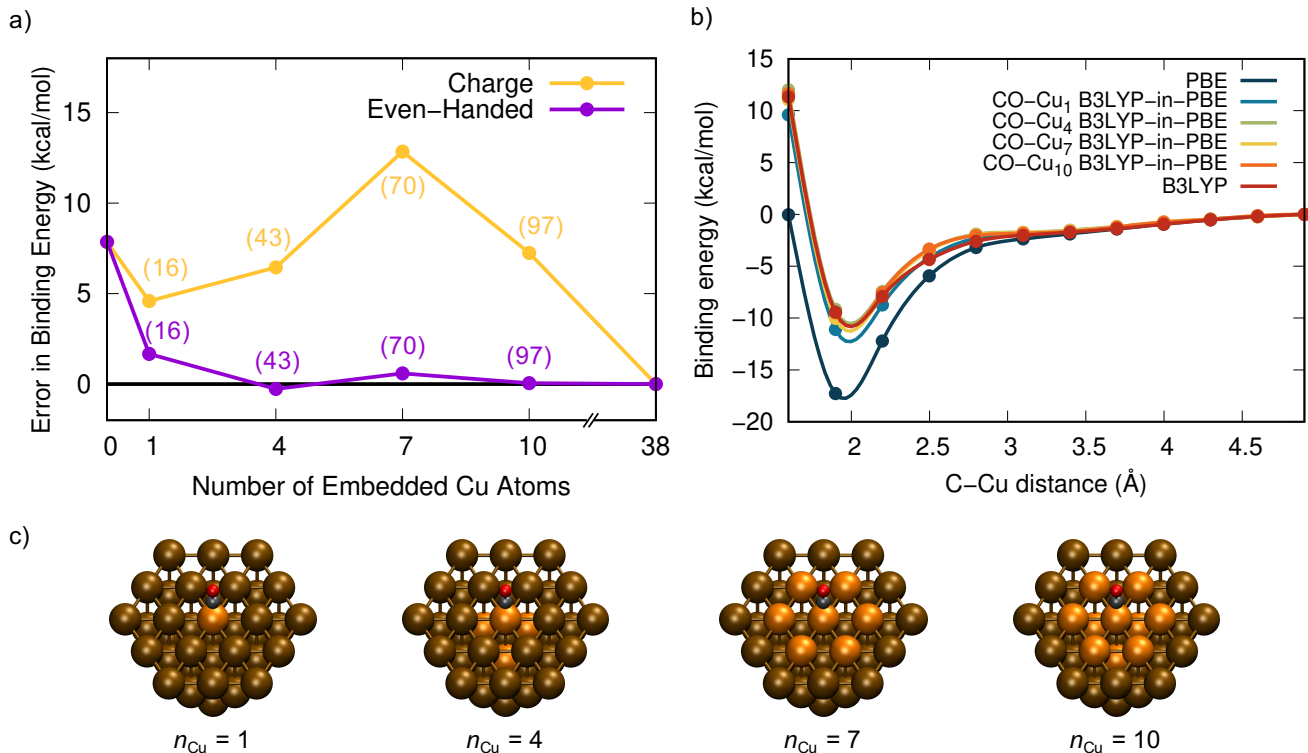 a)
Error in Binding Energy (kcal/mol)
15
10
5
0
Charge
Even−Handed
(16)
(43)
(70)
(97)
(16)
(43)
(70)
(97)
0 1 4 7 10 38
Number of Embedded Cu Atoms
b)
Binding energy (kcal/mol)
15
10
5
0
−5
−10
−15
−20
PBE
CO−Cu₁ B3LYP−in−PBE
CO−Cu₄ B3LYP−in−PBE
CO−Cu₇ B3LYP−in−PBE
CO−Cu₁₀ B3LYP−in−PBE
B3LYP
2 2.5 3 3.5 4 4.5
C−Cu distance (Å)
c)
n_Cu = 1 n_Cu = 4 n_Cu = 7 n_Cu = 10